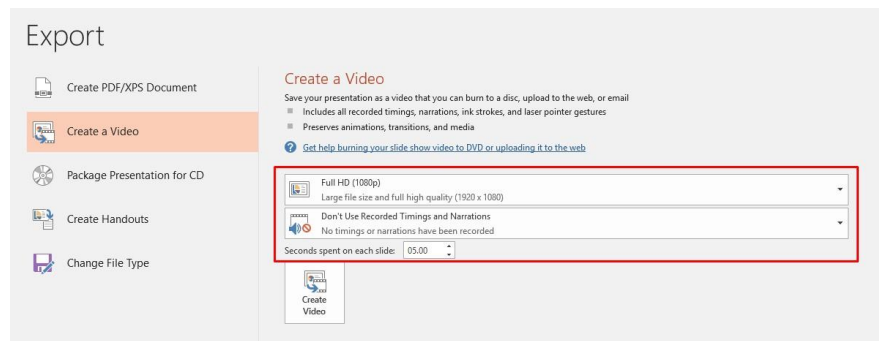 Export
Create PDF/XPS Document
Create a Video
Package Presentation for CD
Create Handouts
Change File Type
Create a Video
Save your presentation as a video that you can burn to a disc, upload to the web, or email
Includes all recorded timings, narrations, ink strokes, and laser pointer gestures
Preserves animations, transitions, and media
Get help burning your slide show video to DVD or uploading it to the web
Full HD (1080p)
Large file size and full high quality (1920 x 1080)
Don't Use Recorded Timings and Narrations
No timings or narrations have been recorded
Seconds spent on each slide: 05.00
Create
Video